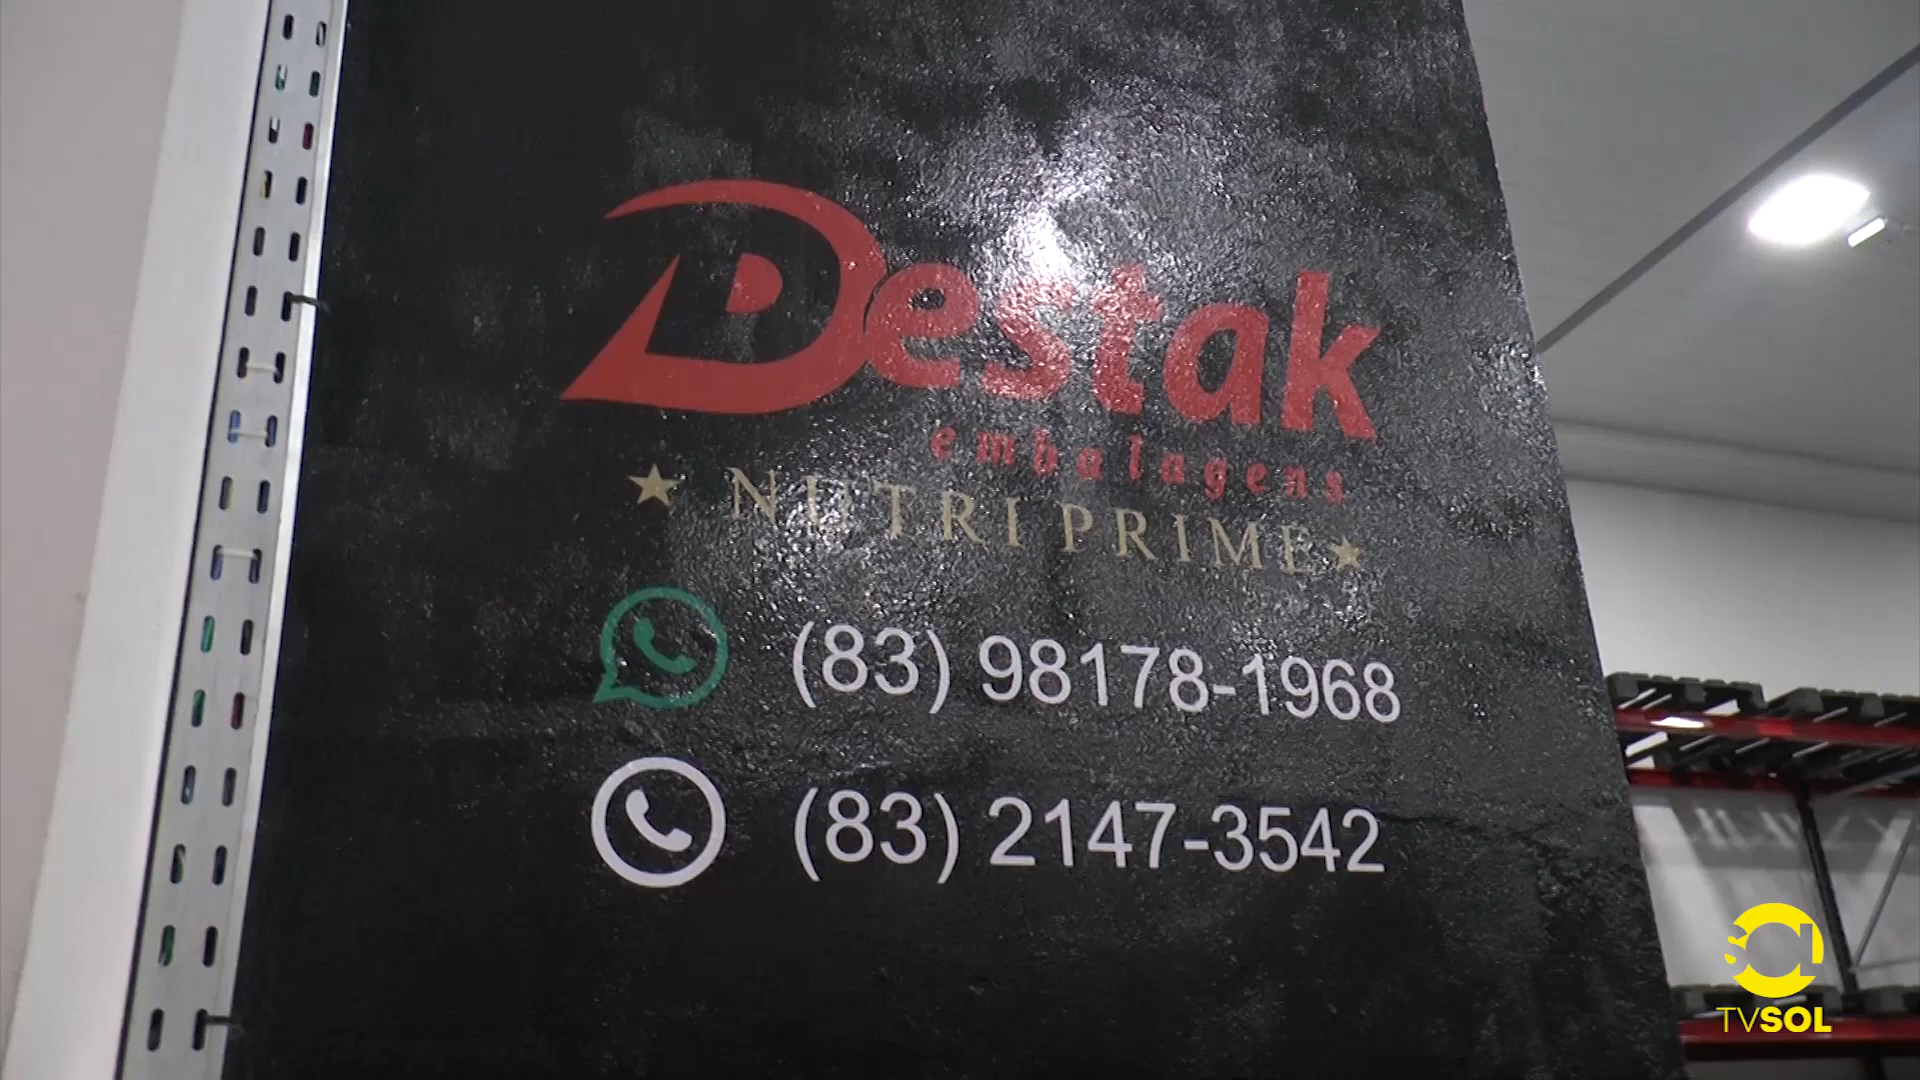 Destak
embalagens
NUTRI PRIME
(83) 98178-1968
(83) 2147-3542
TVSOL